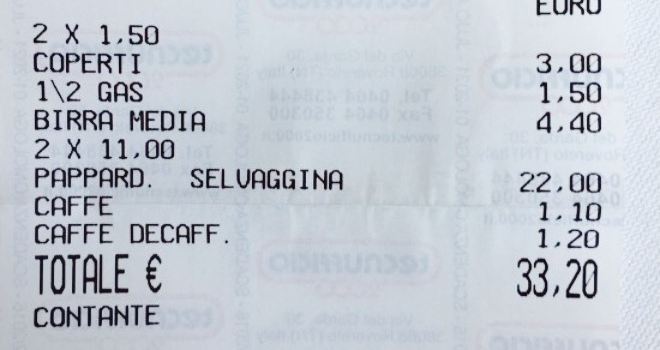 EURO
2 X 1,50
COPERTI 3,00
1\2 GAS 1,50
BIRRA MEDIA 4,40
2 X 11,00
PAPPARD. SELVAGGINA 22,00
CAFFE 1,10
CAFFE DECAFF. 1,20
TOTALE € 33,20
CONTANTE